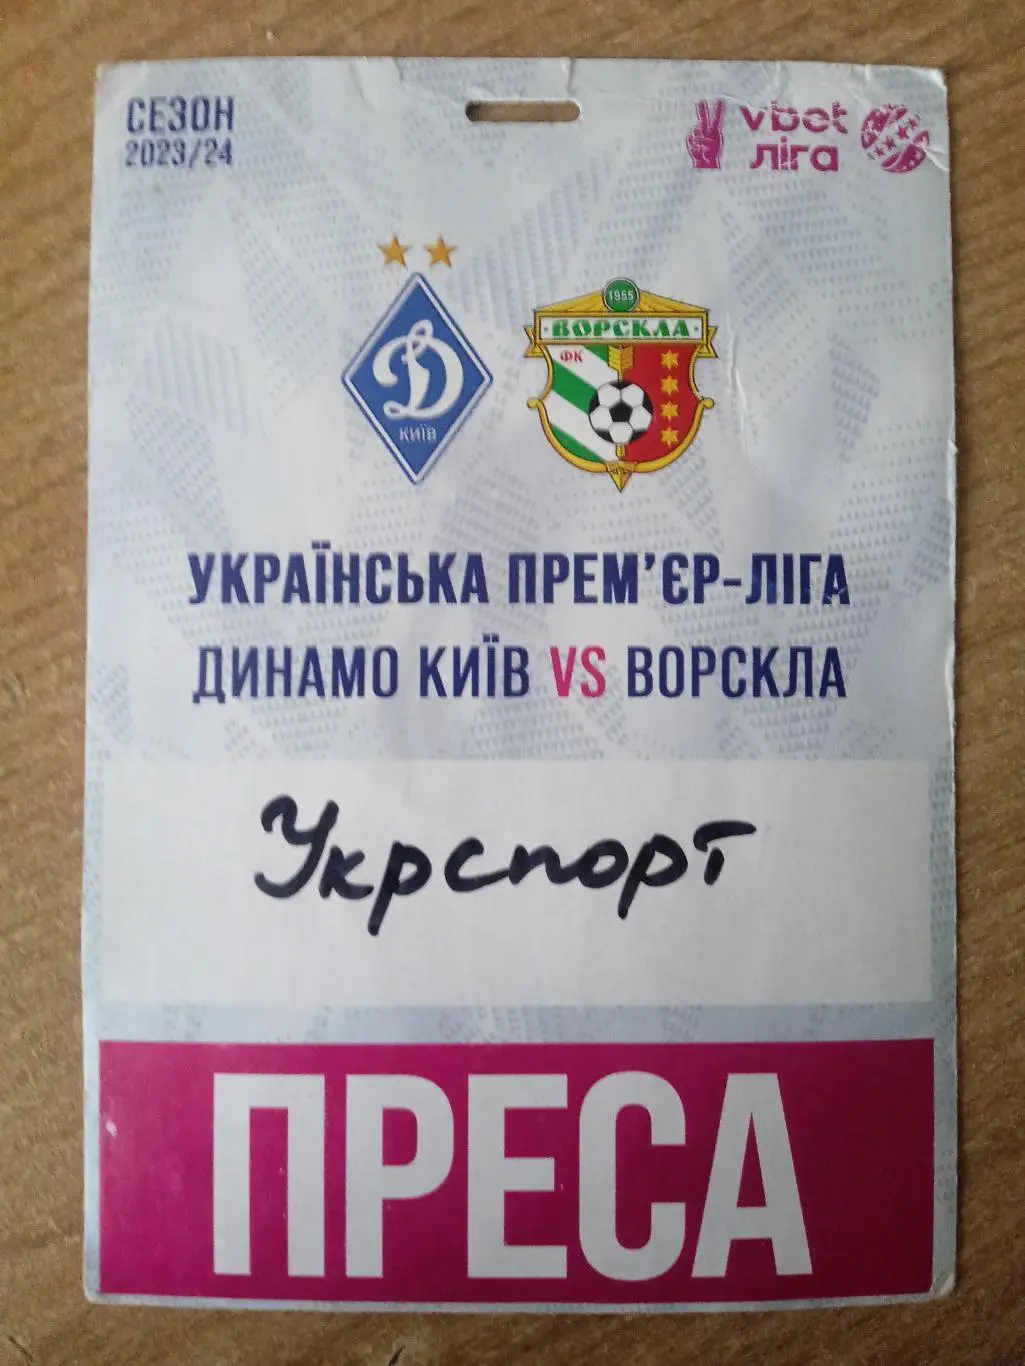 СЕЗОН
2023/24
vbet
ліга
КИЇВ
1955
ВОРСКЛА
ФК
УКРАЇНСЬКА ПРЕМ’ЄР-ЛІГА
ДИНАМО КИЇВ VS ВОРСКЛА
Укрспорт
ПРЕСА